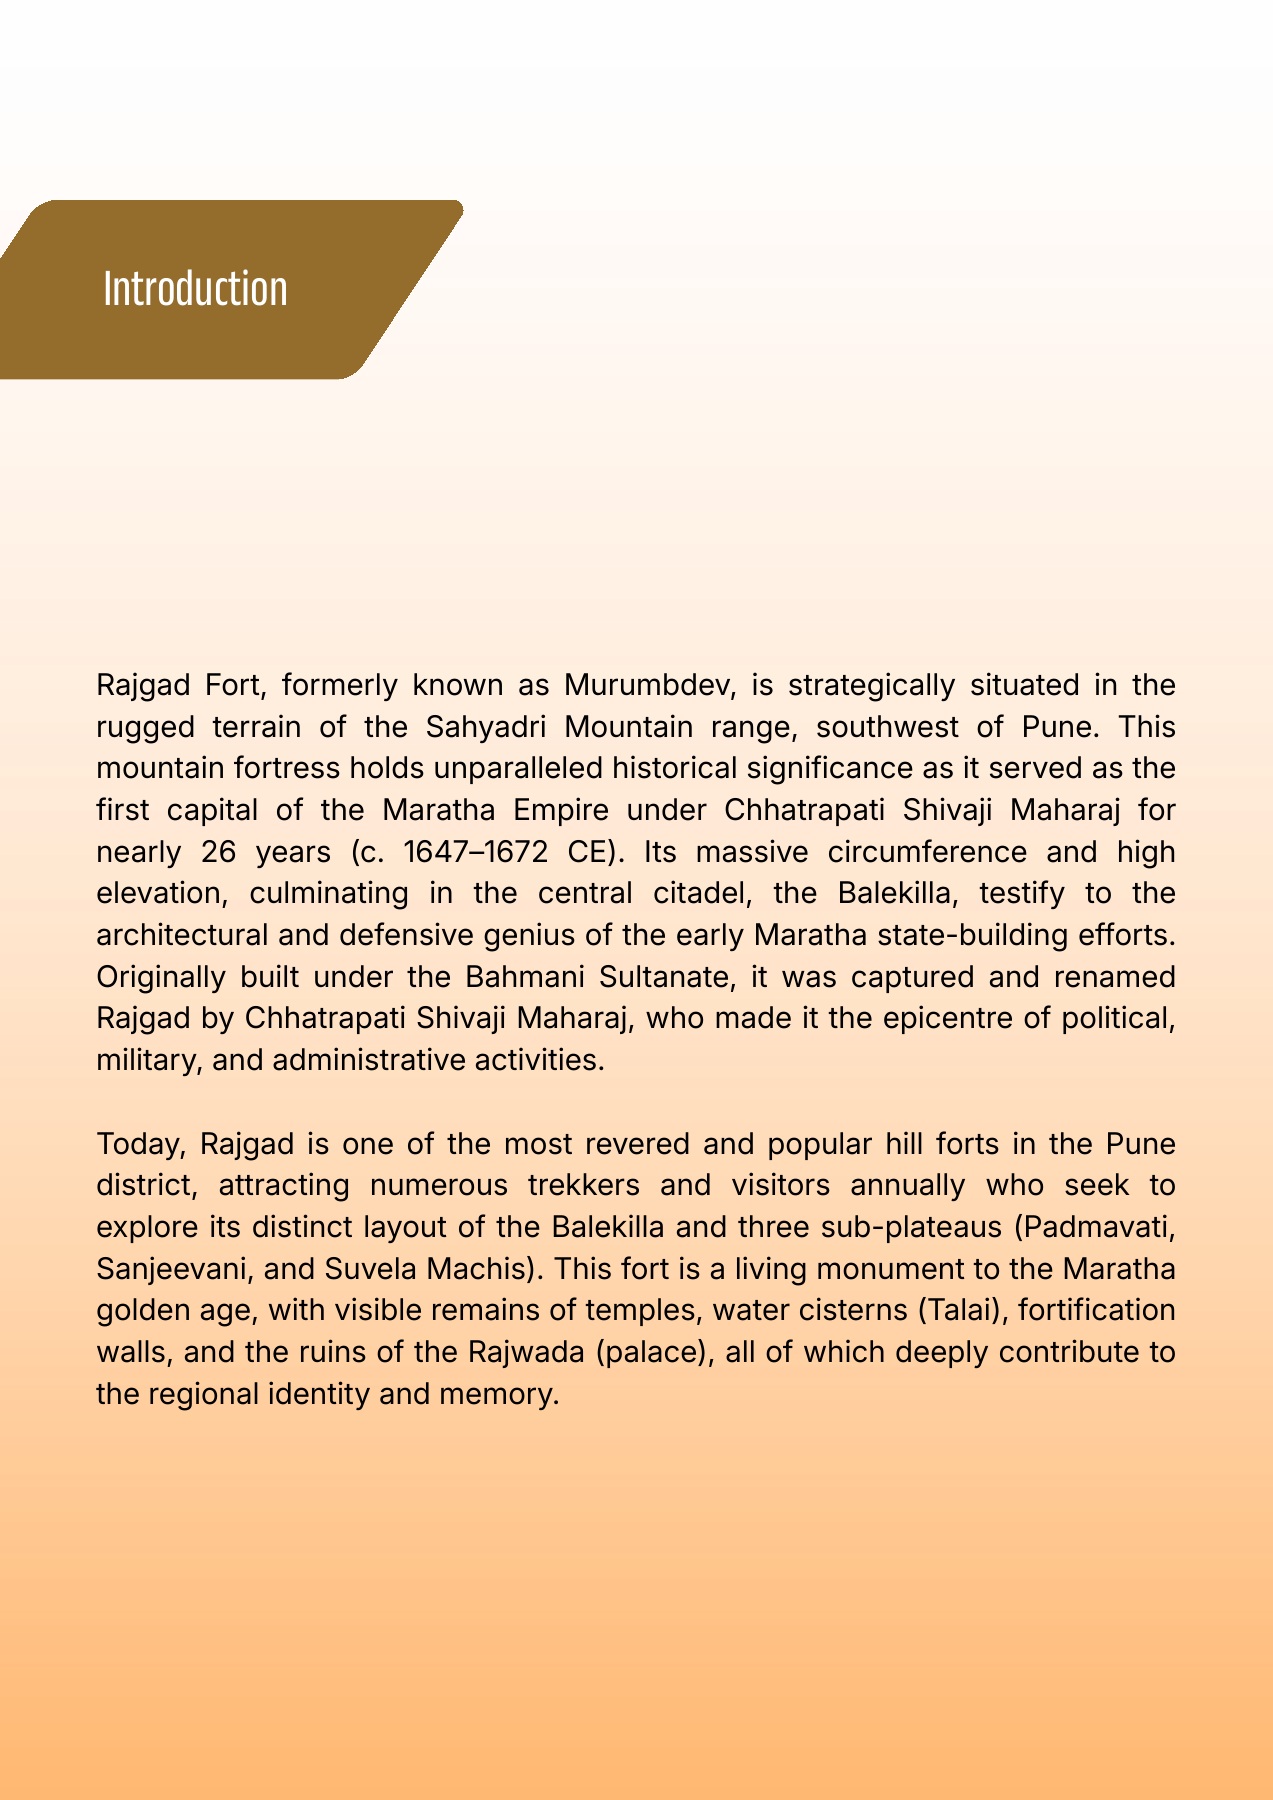 Introduction
Rajgad Fort, formerly known as Murumbdev, is strategically situated in the
rugged terrain of the Sahyadri Mountain range, southwest of Pune. This
mountain fortress holds unparalleled historical significance as it served as the
first capital of the Maratha Empire under Chhatrapati Shivaji Maharaj for
nearly 26 years (c. 1647–1672 CE). Its massive circumference and high
elevation, culminating in the central citadel, the Balekilla, testify to the
architectural and defensive genius of the early Maratha state-building efforts.
Originally built under the Bahmani Sultanate, it was captured and renamed
Rajgad by Chhatrapati Shivaji Maharaj, who made it the epicentre of political,
military, and administrative activities.
Today, Rajgad is one of the most revered and popular hill forts in the Pune
district, attracting numerous trekkers and visitors annually who seek to
explore its distinct layout of the Balekilla and three sub-plateaus (Padmavati,
Sanjeevani, and Suvela Machis). This fort is a living monument to the Maratha
golden age, with visible remains of temples, water cisterns (Talai), fortification
walls, and the ruins of the Rajwada (palace), all of which deeply contribute to
the regional identity and memory.